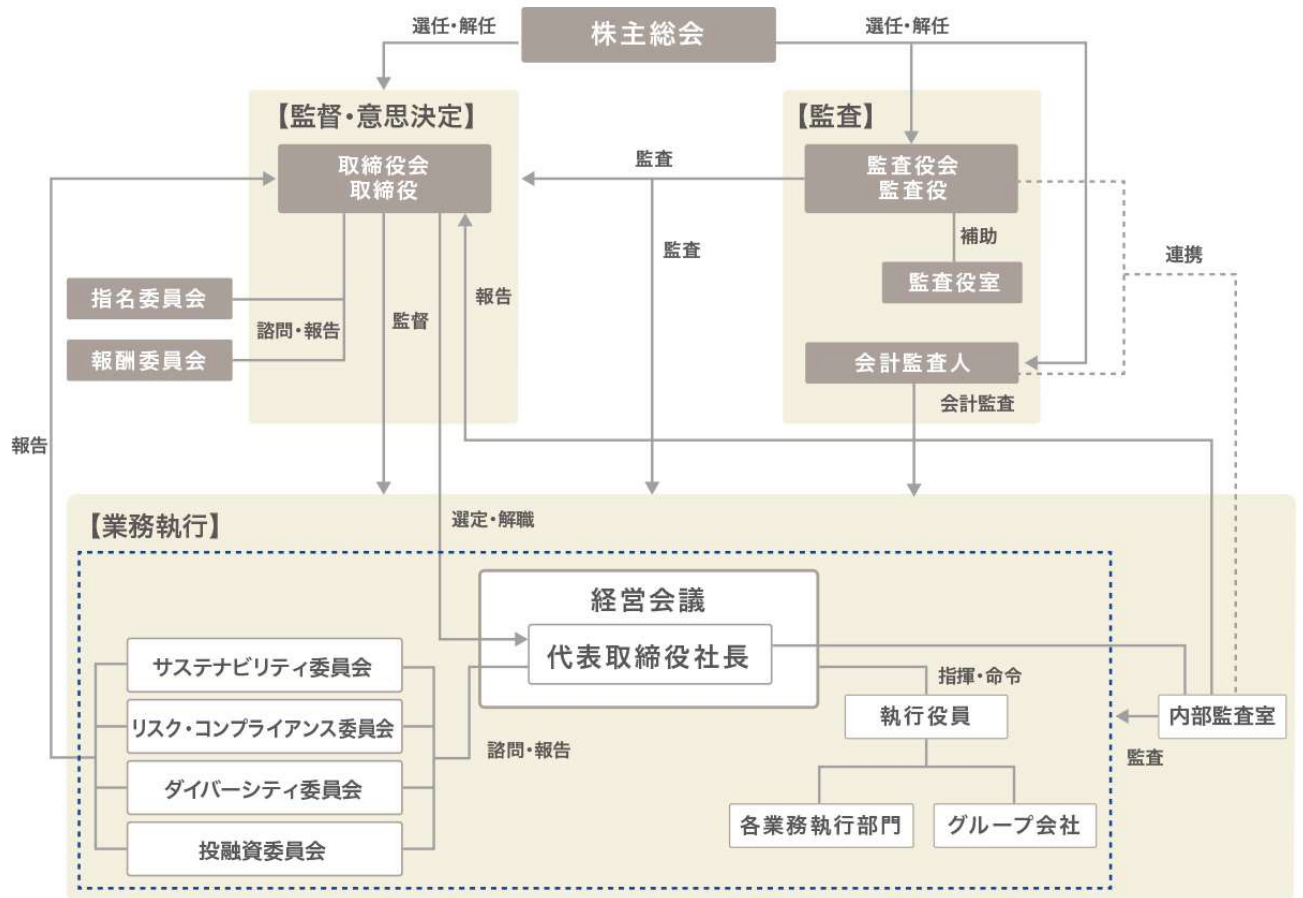 選任・解任
株主総会
選任・解任
【監督・意思決定】
【監査】
取締役会
取締役
監査
監査役会
監査役
補助
監査
連携
監査役室
指名委員会
報告
諮問・報告
監督
報酬委員会
会計監査人
会計監査
報告
【業務執行】
選定・解職
経営会議
代表取締役社長
サステナビリティ委員会
指揮・命令
リスク・コンプライアンス委員会
執行役員
内部監査室
諮問・報告
監査
ダイバーシティ委員会
各業務執行部門
グループ会社
投融資委員会